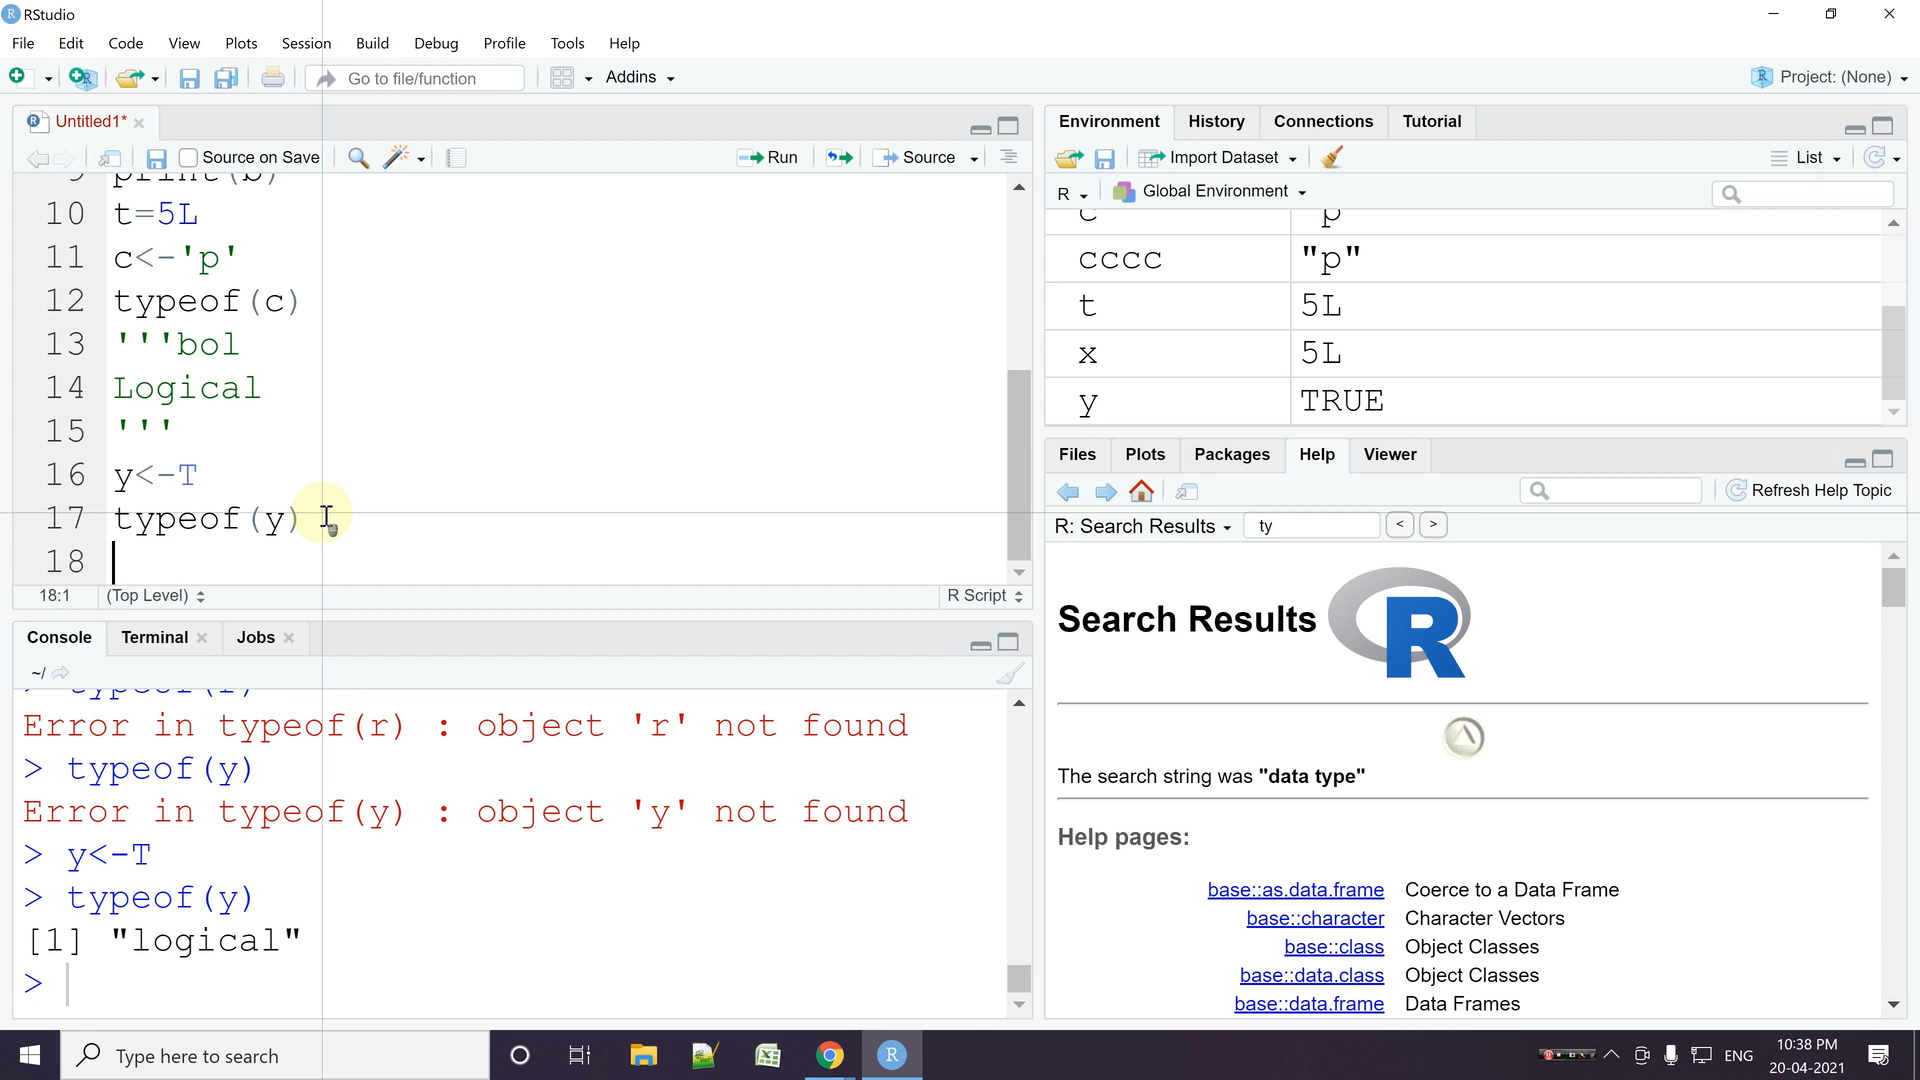 RStudio
File Edit Code View Plots Session Build Debug Profile Tools Help
Go to file/function Addins Project: (None)
Untitled1*
Source on Save Run Source
9 print(b)
10 t=5L
11 c<-'p'
12 typeof(c)
13 '''bol
14 Logical
15 '''
16 y<-T
17 typeof(y)
18
18:1 (Top Level) R Script
Console Terminal Jobs
~/
> typeof(r)
Error in typeof(r) : object 'r' not found
> typeof(y)
Error in typeof(y) : object 'y' not found
> y<-T
> typeof(y)
[1] "logical"
>
Environment History Connections Tutorial
Import Dataset List
R Global Environment
c "p"
cccc "p"
t 5L
x 5L
y TRUE
Files Plots Packages Help Viewer
Refresh Help Topic
R: Search Results ty < >
Search Results R
The search string was "data type"
Help pages:
base::as.data.frame Coerce to a Data Frame
base::character Character Vectors
base::class Object Classes
base::data.class Object Classes
base::data.frame Data Frames
Type here to search
ENG
10:38 PM
20-04-2021